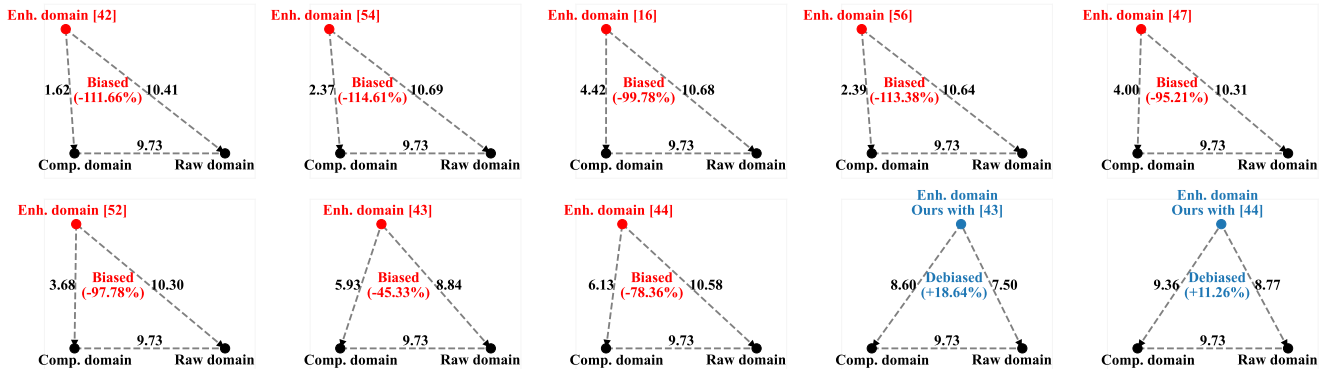 Enh. domain [42]
1.62
Biased
(-111.66%)
10.41
9.73
Comp. domain
Raw domain
Enh. domain [54]
2.37
Biased
(-114.61%)
10.69
9.73
Comp. domain
Raw domain
Enh. domain [16]
4.42
Biased
(-99.78%)
10.68
9.73
Comp. domain
Raw domain
Enh. domain [56]
2.39
Biased
(-113.38%)
10.64
9.73
Comp. domain
Raw domain
Enh. domain [47]
4.00
Biased
(-95.21%)
10.31
9.73
Comp. domain
Raw domain
Enh. domain [52]
3.68
Biased
(-97.78%)
10.30
9.73
Comp. domain
Raw domain
Enh. domain [43]
5.93
Biased
(-45.33%)
8.84
9.73
Comp. domain
Raw domain
Enh. domain [44]
6.13
Biased
(-78.36%)
10.58
9.73
Comp. domain
Raw domain
Enh. domain
Ours with [43]
8.60
Debiased
(+18.64%)
7.50
9.73
Comp. domain
Raw domain
Enh. domain
Ours with [44]
9.36
Debiased
(+11.26%)
8.77
9.73
Comp. domain
Raw domain